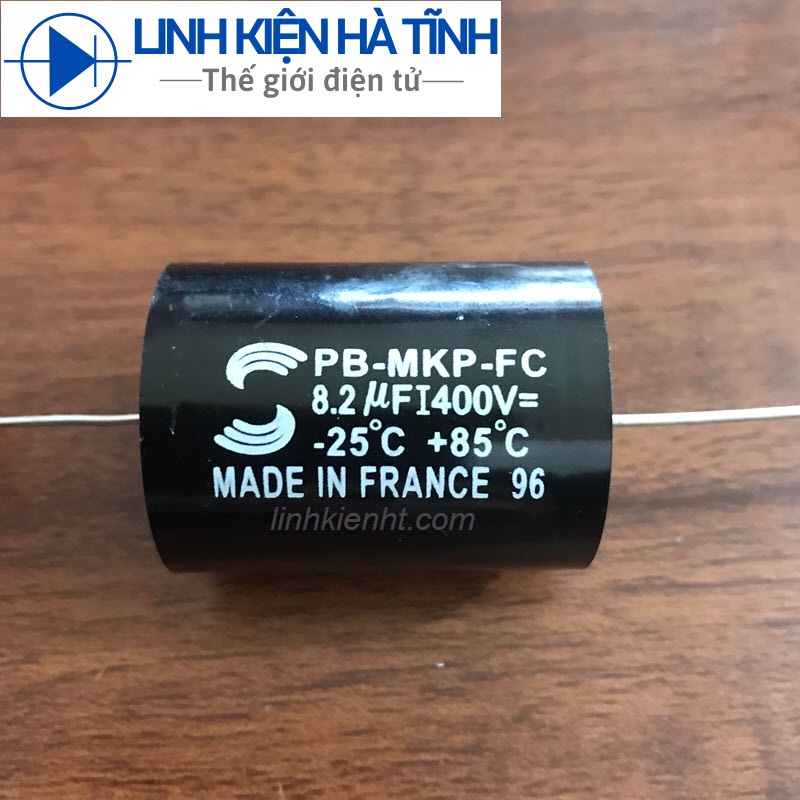 LINH KIỆN HÀ TĨNH
Thế giới điện tử
PB-MKP-FC
8.2 µFI400V=
-25°C +85°C
MADE IN FRANCE 96
linhkienht.com